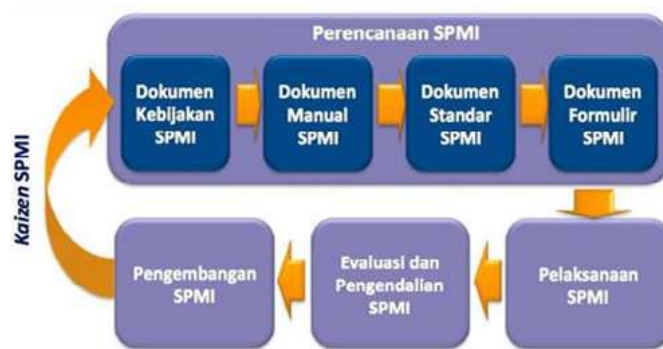 Perencanaan SPMI
Dokumen
Kebijakan
SPMI
Dokumen
Manual
SPMI
Dokumen
Standar
SPMI
Dokumen
Formulir
SPMI
Kaizen SPMI
Pengembangan
SPMI
Evaluasi dan
Pengendalian
SPMI
Pelaksanaan
SPMI